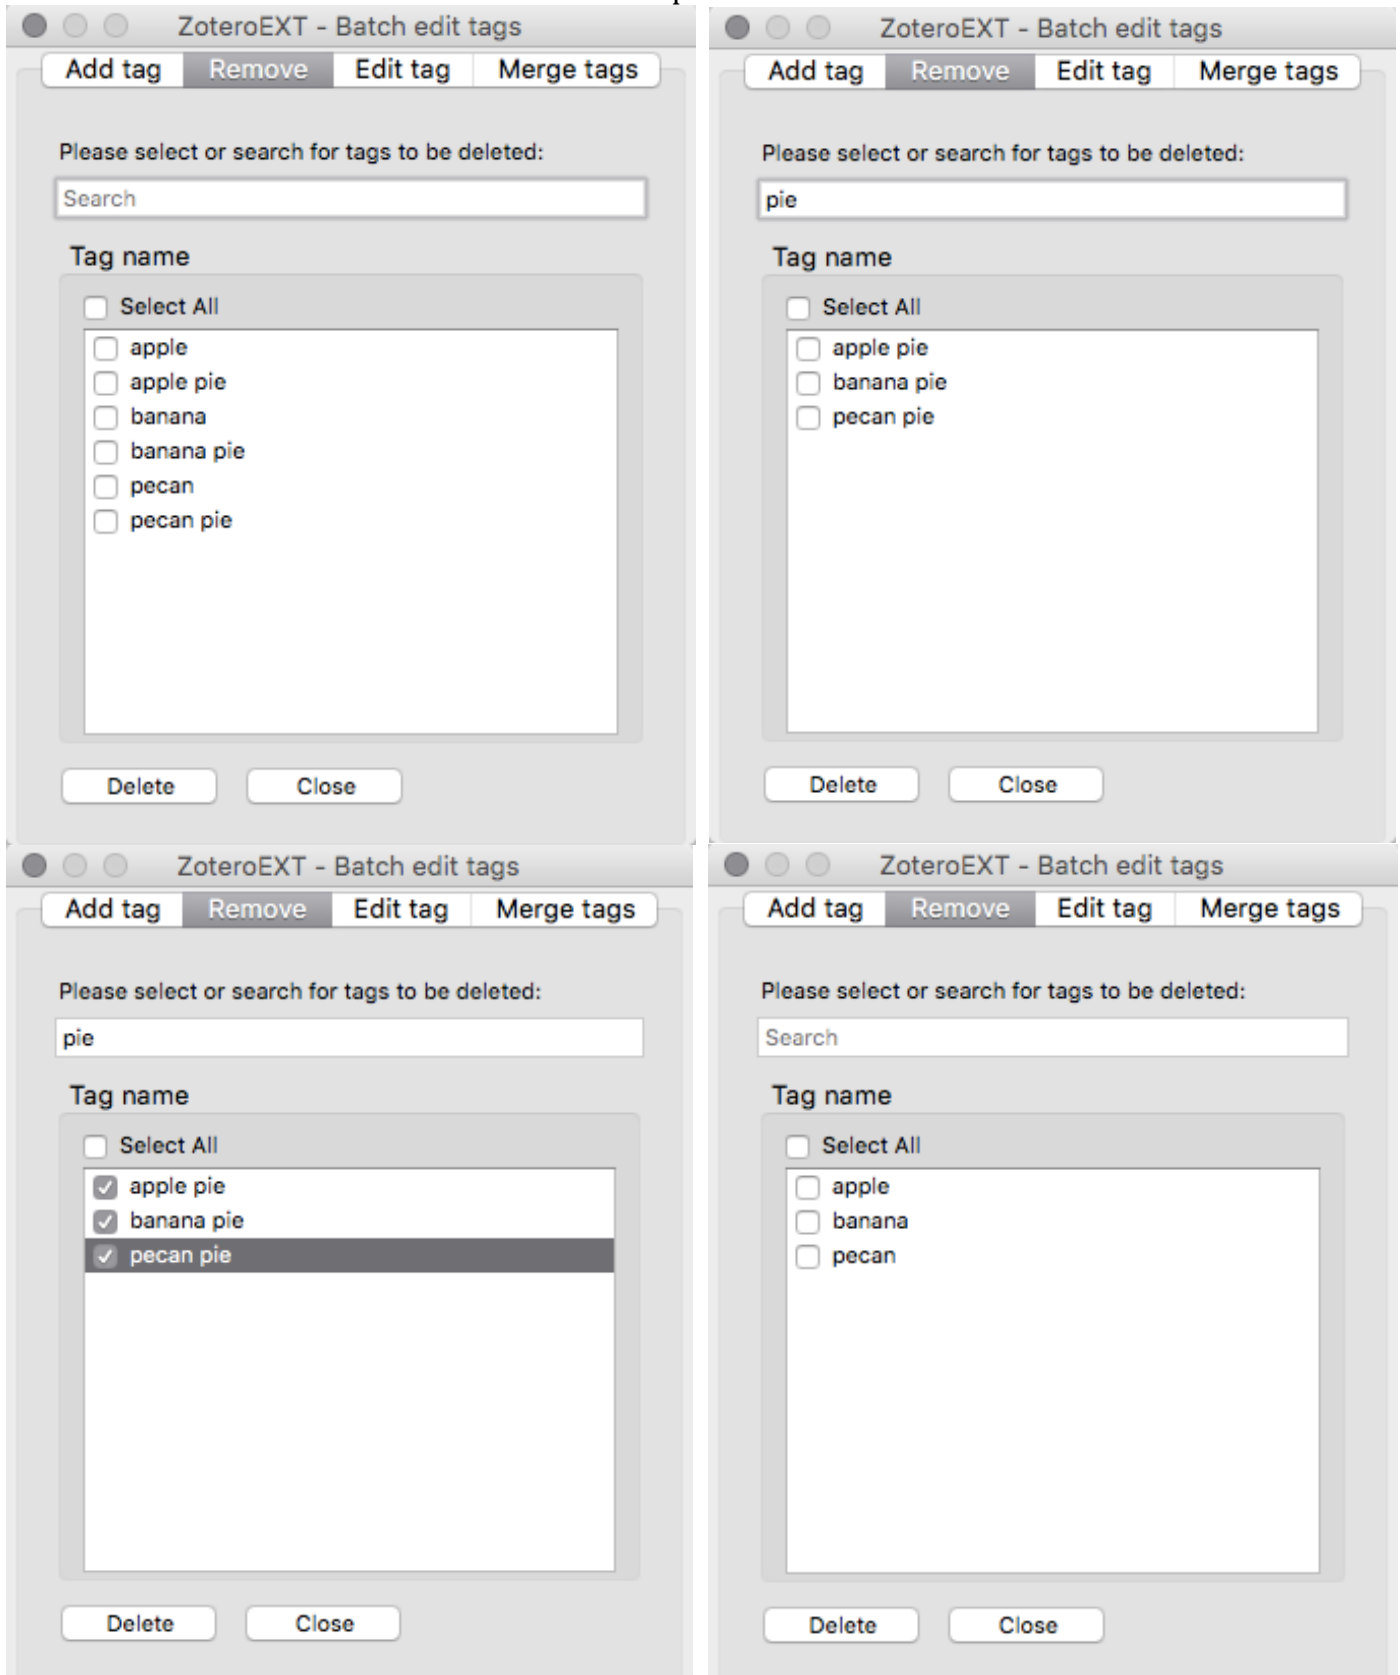 ZoteroEXT - Batch edit tags
Add tag Remove Edit tag Merge tags
Please select or search for tags to be deleted:
Search
Tag name
Select All
apple
apple pie
banana
banana pie
pecan
pecan pie
Delete Close
ZoteroEXT - Batch edit tags
Add tag Remove Edit tag Merge tags
Please select or search for tags to be deleted:
pie
Tag name
Select All
apple pie
banana pie
pecan pie
Delete Close
ZoteroEXT - Batch edit tags
Add tag Remove Edit tag Merge tags
Please select or search for tags to be deleted:
pie
Tag name
Select All
apple pie
banana pie
pecan pie
Delete Close
ZoteroEXT - Batch edit tags
Add tag Remove Edit tag Merge tags
Please select or search for tags to be deleted:
Search
Tag name
Select All
apple
banana
pecan
Delete Close